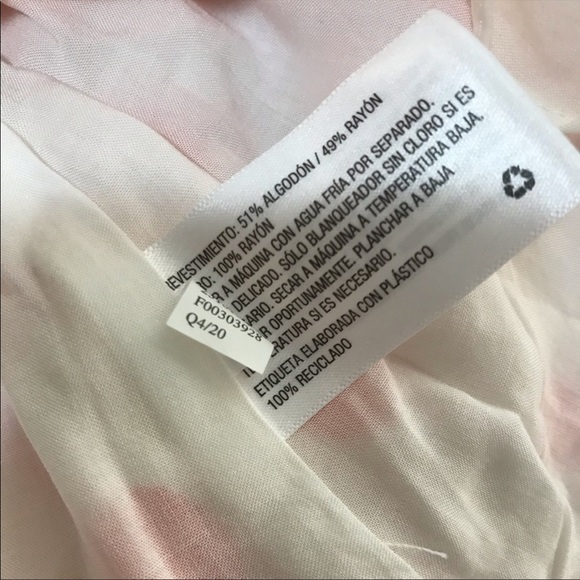 REVESTIMIENTO: 51% ALGODÓN / 49% RAYÓN
100% RAYÓN
A MÁQUINA CON AGUA FRÍA POR SEPARADO.
DELICADO. SÓLO BLANQUEADOR SIN CLORO SI ES
SECAR A MÁQUINA A TEMPERATURA BAJA.
OPORTUNAMENTE. PLANCHAR A BAJA
SI ES NECESARIO.
ETIQUETA ELABORADA CON PLÁSTICO
100% RECICLADO
F00303928
Q4/20